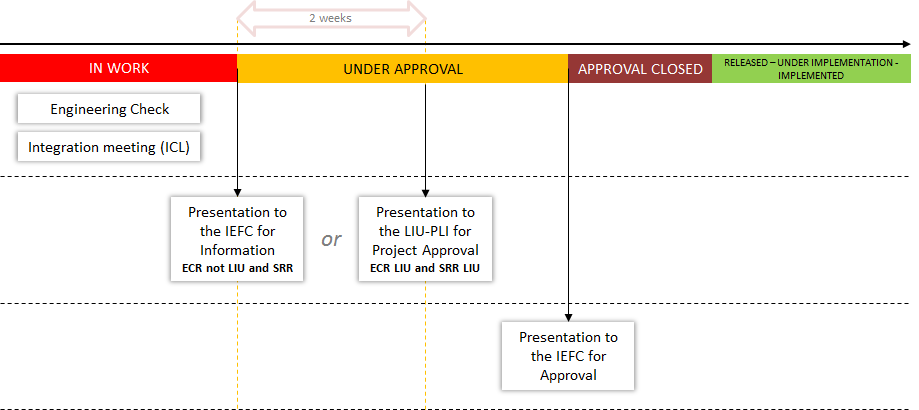 2 weeks
IN WORK
UNDER APPROVAL
APPROVAL CLOSED
RELEASED – UNDER IMPLEMENTATION -
IMPLEMENTED
Engineering Check
Integration meeting (ICL)
Presentation to
the IEFC for
Information
ECR not LIU and SRR
or
Presentation to
the LIU-PLI for
Project Approval
ECR LIU and SRR LIU
Presentation to
the IEFC for
Approval